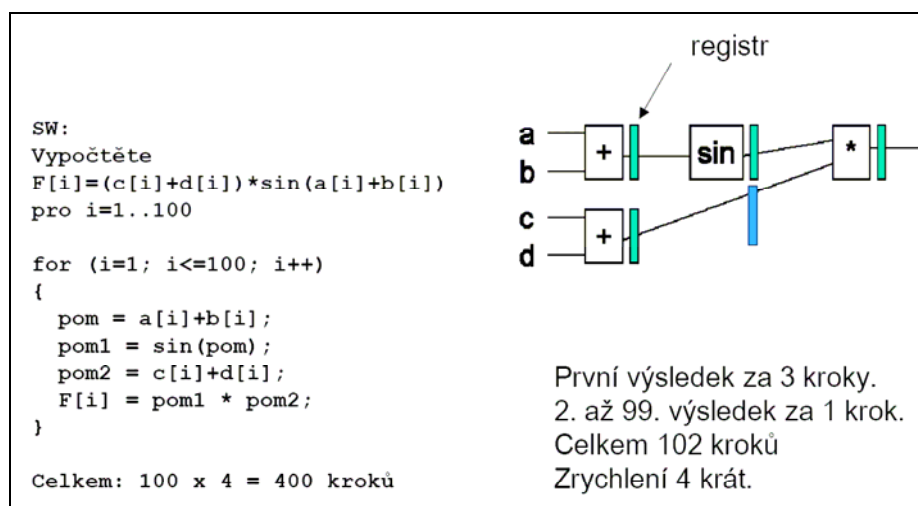 SW:
Vypočtěte
F[i]=(c[i]+d[i])*sin(a[i]+b[i])
pro i=1..100
for (i=1; i<=100; i++)
{
pom = a[i]+b[i];
pom1 = sin(pom);
pom2 = c[i]+d[i];
F[i] = pom1 * pom2;
}
Celkem: 100 x 4 = 400 kroků
registr
a
b
+
sin
*
c
d
+
První výsledek za 3 kroky.
2. až 99. výsledek za 1 krok.
Celkem 102 kroků
Zrychlení 4 krát.